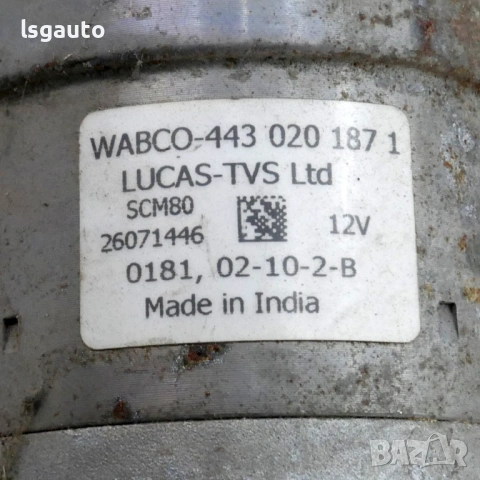 lsgauto
WABCO-443 020 187 1
LUCAS-TVS Ltd
SCM80
26071446
12V
0181, 02-10-2-B
Made in India
BAZAR